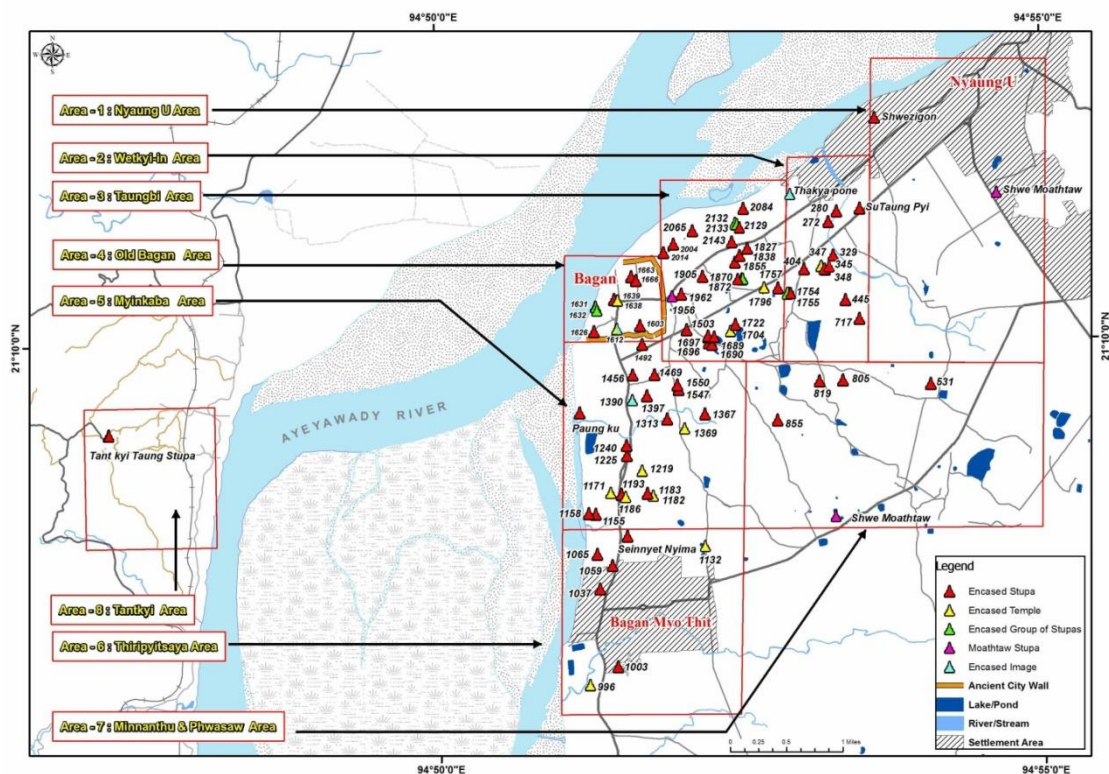 94°50'0"E
94°55'0"E
Nyaung U
Area - 1 : Nyaung U Area
Shwezigon
Area - 2 : Wetkyi-in Area
Area - 3 : Taungbi Area
Thakya pone
Shwe Moathtaw
2084
280
SuTaung Pyi
2132
2133
2129
272
2065
2143
2004
2014
1827
1838
1855
347
329
345
348
404
Area - 4 : Old Bagan Area
Bagan
1663
1666
1905
1870
1872
1757
Area - 5 : Myinkaba Area
1639
1638
1962
1956
1796
1754
1755
445
1631
1632
1626
1603
1612
1503
1722
1704
717
1697
1696
1689
1690
1492
21°10'0"N
21°10'0"N
1456
1469
1550
1547
819
805
531
1390
1397
1313
1367
1369
855
AYEYAWADY RIVER
Paung ku
Tant kyi Taung Stupa
1240
1225
1219
1171
1193
1183
1182
1186
1158
1155
Shwe Moathtaw
Seinnyet Nyima
1132
1065
1059
1037
Area - 8 : Tantkyi Area
Bagan Myo Thit
Area - 6 : Thiripyitsaya Area
1003
996
Area - 7 : Minnanthu & Phwasaw Area
Legend
Encased Stupa
Encased Temple
Encased Group of Stupas
Moathtaw Stupa
Encased Image
Ancient City Wall
Lake/Pond
River/Stream
Settlement Area
0 0.25 0.5 1 Miles
94°50'0"E
94°55'0"E